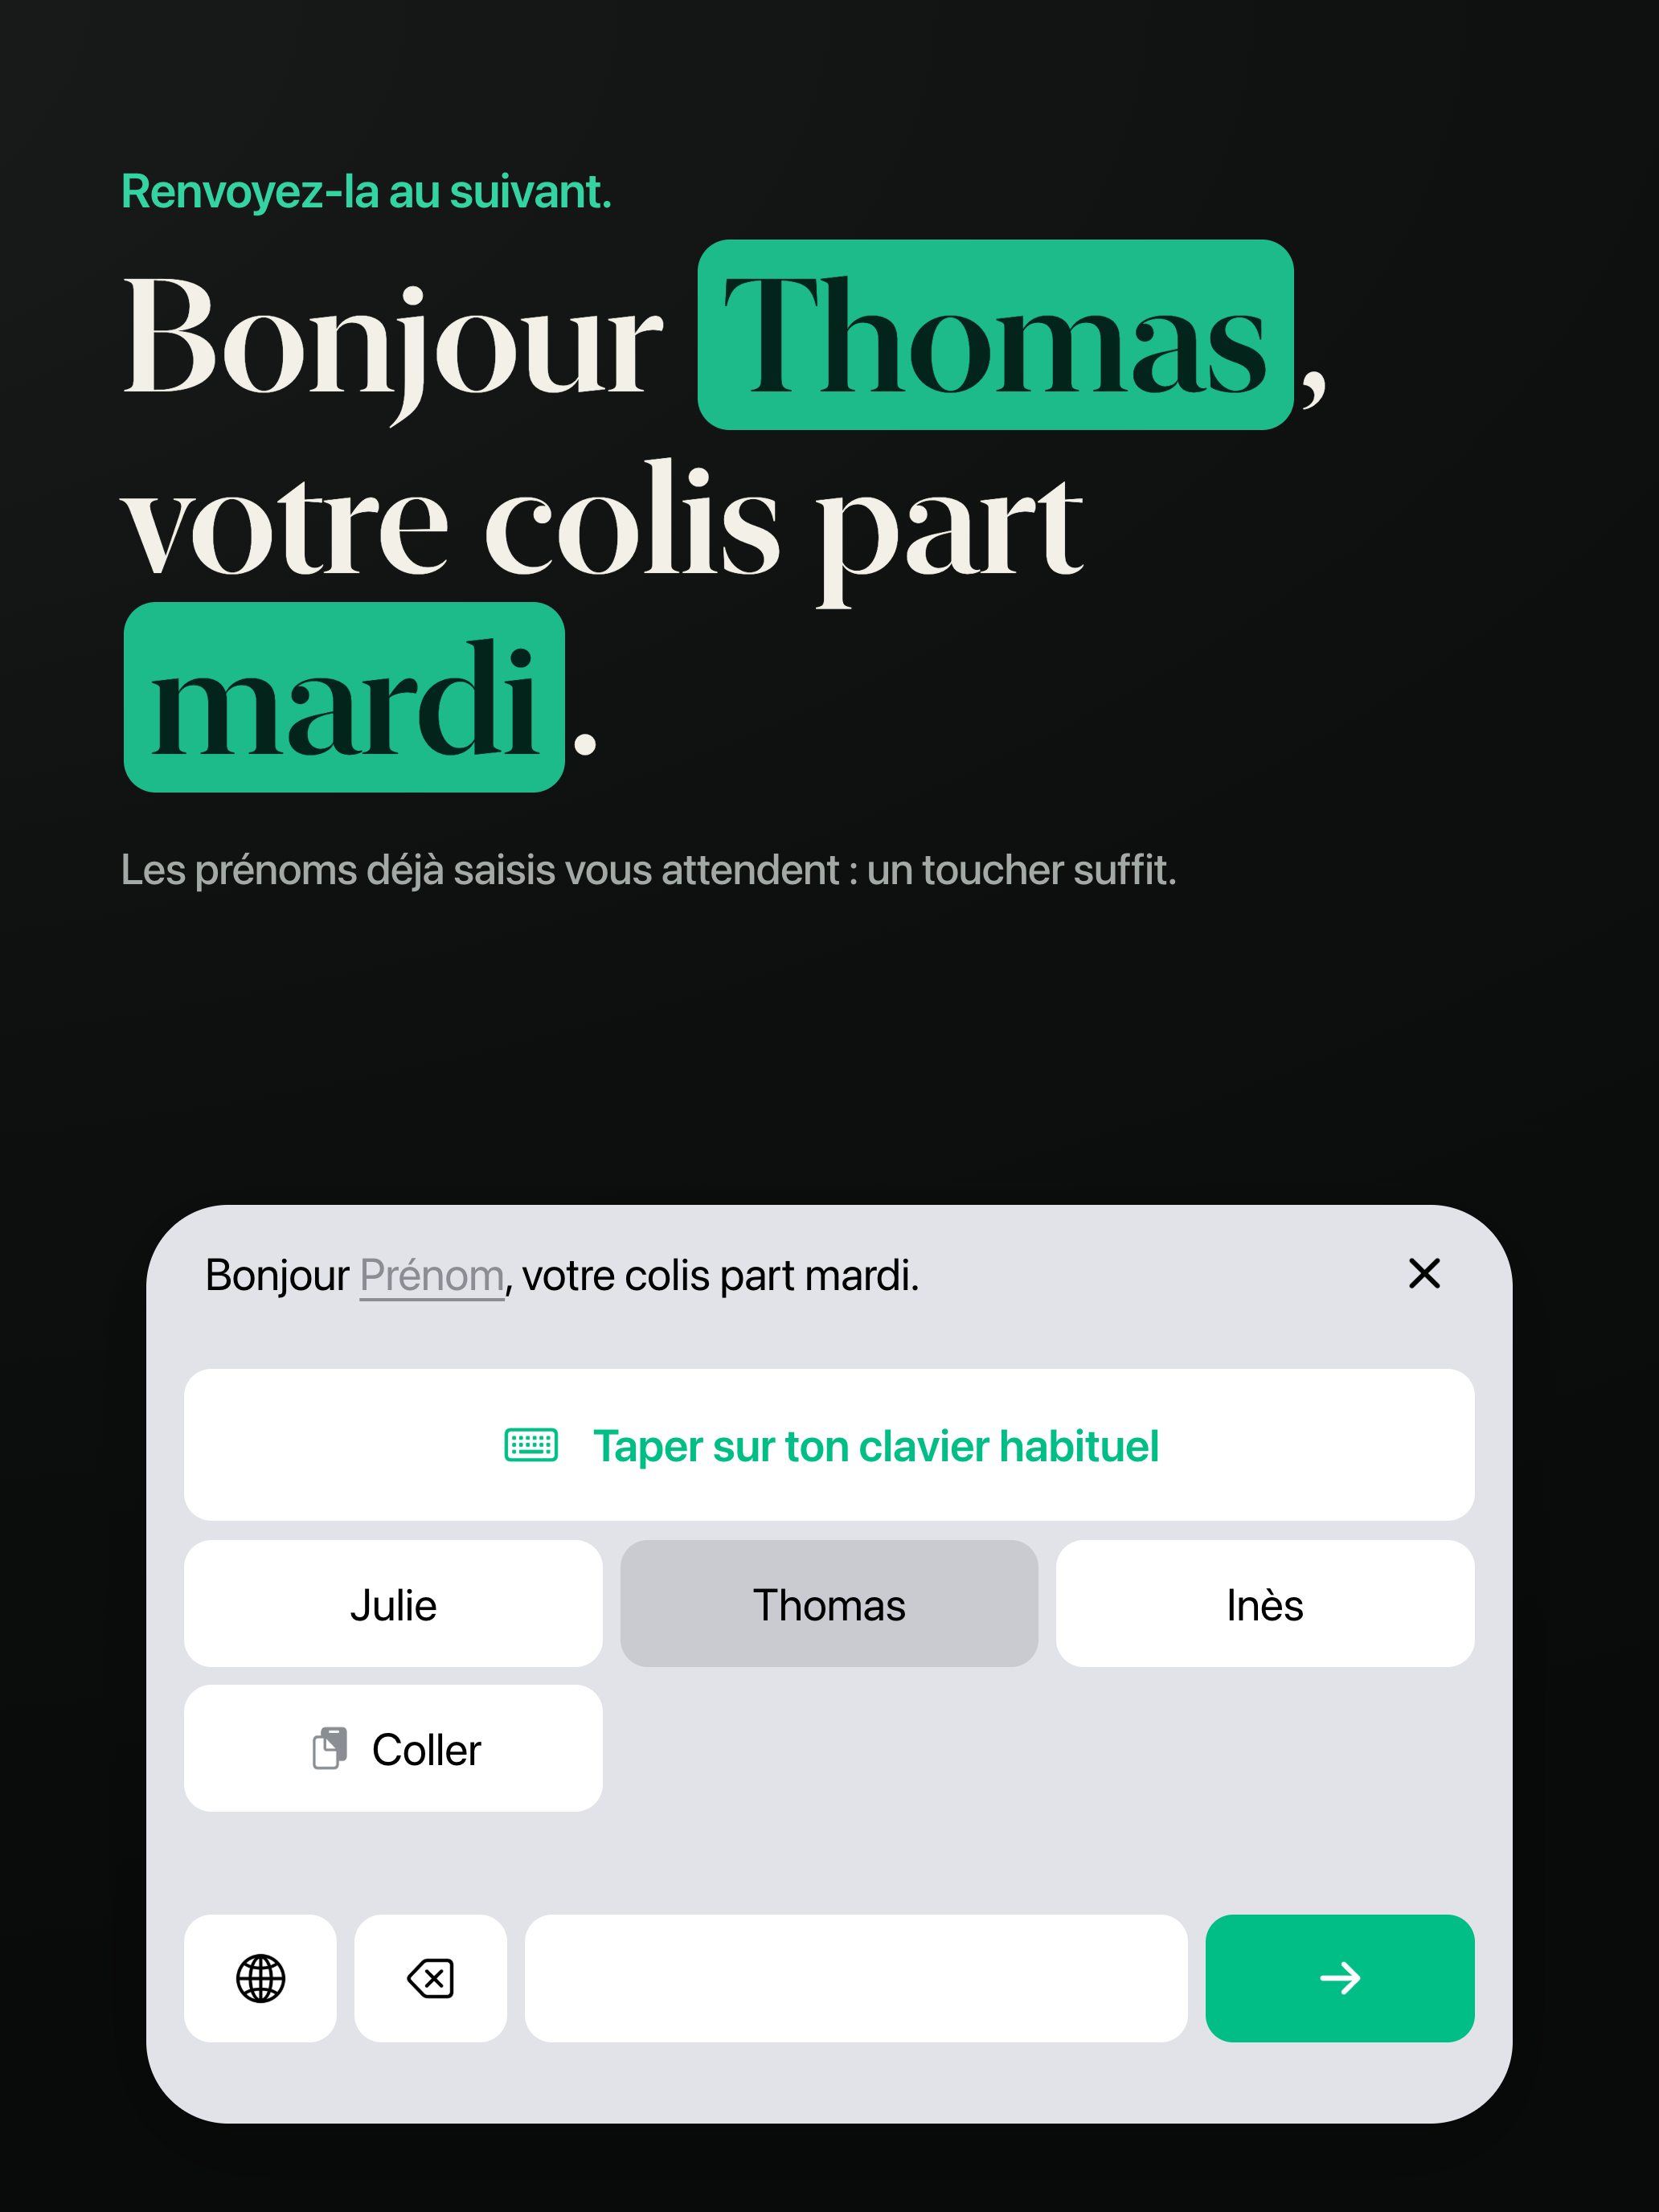 Renvoyez-la au suivant.
Bonjour Thomas,
votre colis part
mardi.
Les prénoms déjà saisis vous attendent : un toucher suffit.
Bonjour Prénom, votre colis part mardi.
Taper sur ton clavier habituel
Julie
Thomas
Inès
Coller